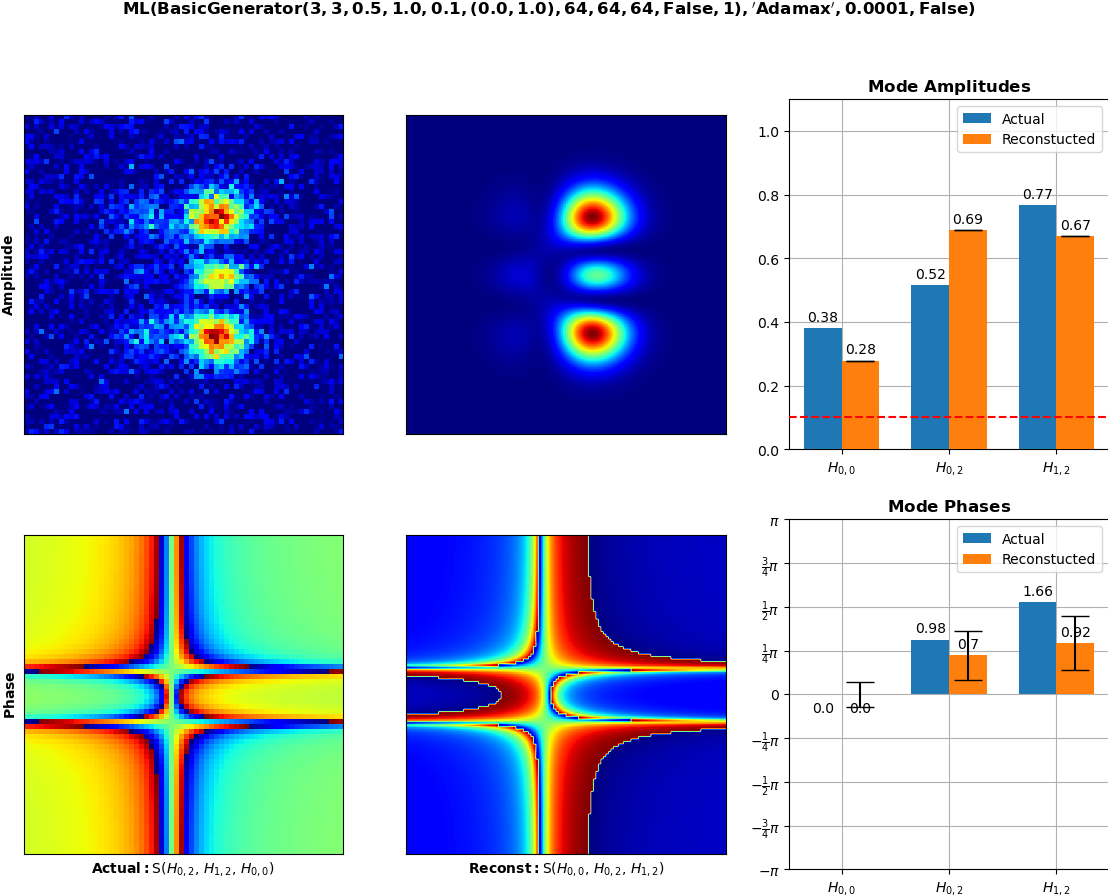 ML(BasicGenerator(3, 3, 0.5, 1.0, 0.1, (0.0, 1.0), 64, 64, 64, False, 1), ′Adamax′, 0.0001, False)
Mode Amplitudes
Actual
Reconstucted
1.0
0.8
0.6
0.4
0.2
0.0
0.38
0.28
0.52
0.69
0.77
0.67
H0,0
H0,2
H1,2
Amplitude
Mode Phases
Actual
Reconstucted
π
3/4π
1/2π
1/4π
0
−1/4π
−1/2π
−3/4π
−π
0.0
0.0
0.98
0.7
1.66
0.92
H0,0
H0,2
H1,2
Phase
Actual: S(H0,2, H1,2, H0,0)
Reconst: S(H0,0, H0,2, H1,2)